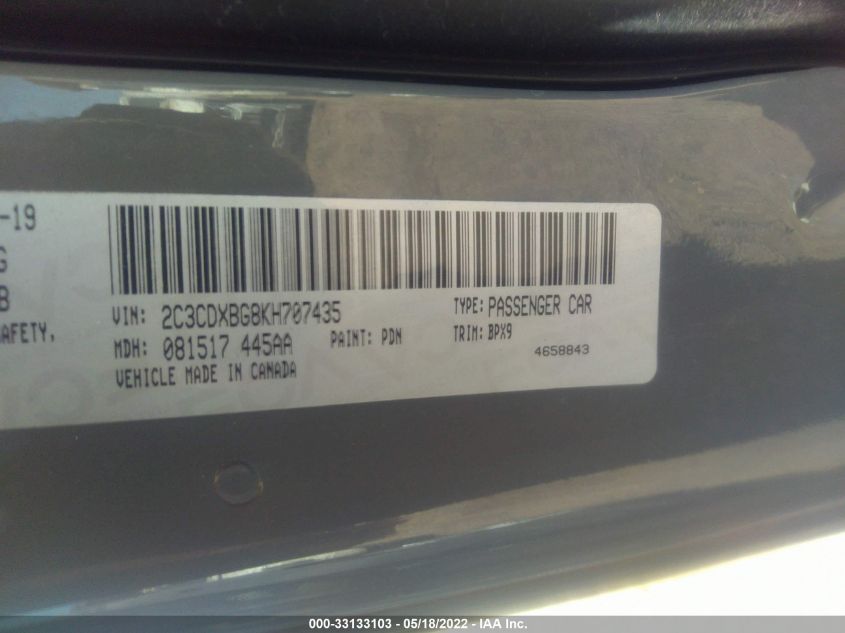 -19
G
B
AFETY.
VIN: 2C3CDXBG8KH707435 TYPE: PASSENGER CAR
MDH: 081517 445AA PAINT: PDN TRIM: BPX9
4658843
VEHICLE MADE IN CANADA
000-33133103 - 05/18/2022 - IAA Inc.